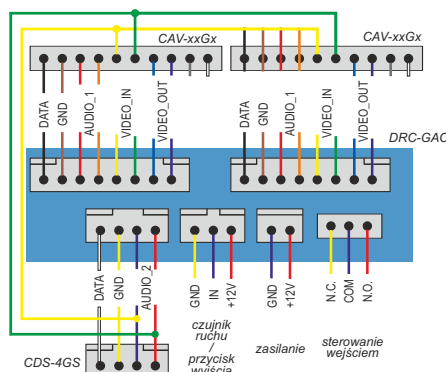 CAV-xxGx
CAV-xxGx
DATA
GND
AUDIO_1
VIDEO_IN
VIDEO_OUT
DATA
GND
AUDIO_1
VIDEO_IN
VIDEO_OUT
DRC-GAC
DATA
GND
AUDIO_2
GND
IN
+12V
GND
+12V
N.C.
COM
N.O.
CDS-4GS
czujnik
ruchu
/
przycisk
wyjścia
zasilanie
sterowanie
wejściem